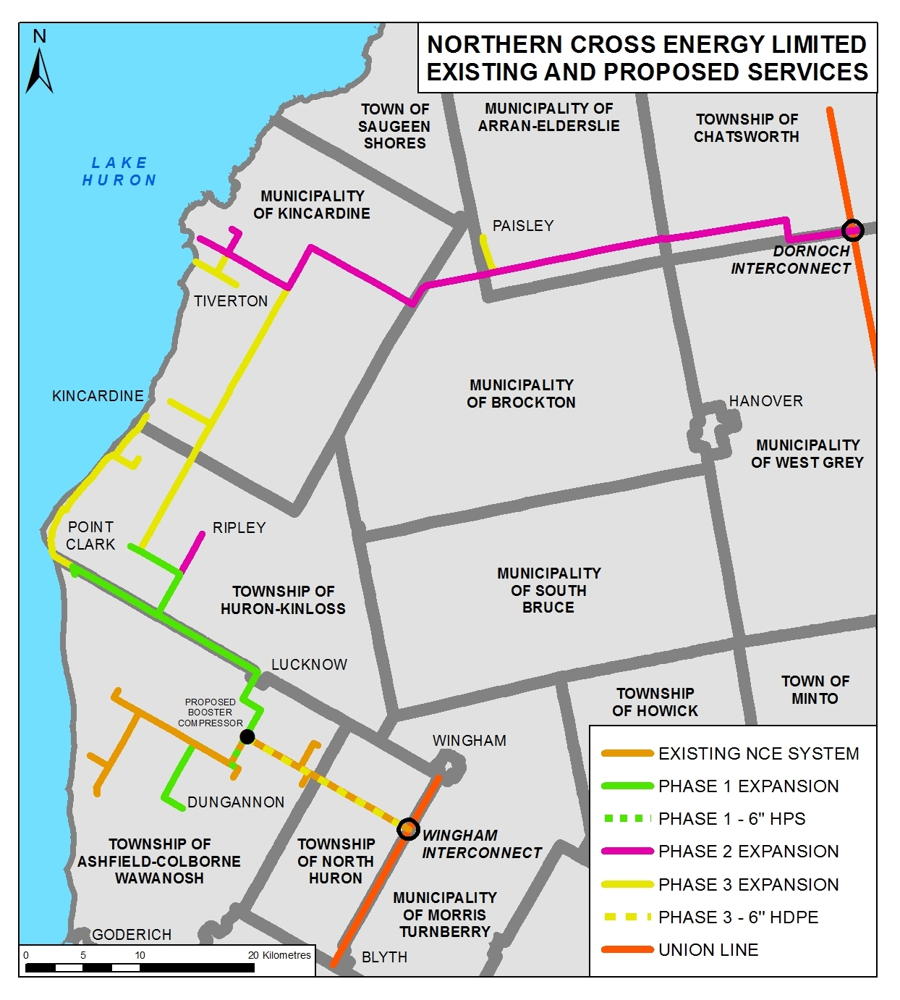 N
NORTHERN CROSS ENERGY LIMITED
EXISTING AND PROPOSED SERVICES
TOWN OF
SAUGEEN
SHORES
MUNICIPALITY OF
ARRAN-ELDERSLIE
TOWNSHIP OF
CHATSWORTH
LAKE
HURON
MUNICIPALITY
OF KINCARDINE
PAISLEY
DORNOCH
INTERCONNECT
TIVERTON
KINCARDINE
MUNICIPALITY
OF BROCKTON
HANOVER
MUNICIPALITY
OF WEST GREY
POINT
CLARK
RIPLEY
TOWNSHIP OF
HURON-KINLOSS
MUNICIPALITY
OF SOUTH
BRUCE
LUCKNOW
TOWNSHIP
OF HOWICK
TOWN OF
MINTO
PROPOSED
BOOSTER
COMPRESSOR
WINGHAM
DUNGANNON
WINGHAM
INTERCONNECT
TOWNSHIP OF
ASHFIELD-COLBORNE
WAWANOSH
TOWNSHIP
OF NORTH
HURON
MUNICIPALITY
OF MORRIS
TURNBERRY
GODERICH
BLYTH
EXISTING NCE SYSTEM
PHASE 1 EXPANSION
PHASE 1 - 6" HPS
PHASE 2 EXPANSION
PHASE 3 EXPANSION
PHASE 3 - 6" HDPE
UNION LINE
0 5 10 20 Kilometres